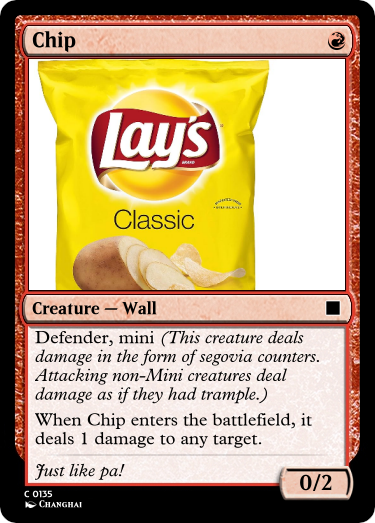 Chip
Lay's
Classic
Creature — Wall
Defender, mini (This creature deals
damage in the form of segovia counters.
Attacking non-Mini creatures deal
damage as if they had trample.)
When Chip enters the battlefield, it
deals 1 damage to any target.
Just like pa!
0/2
C 0135
Changhai